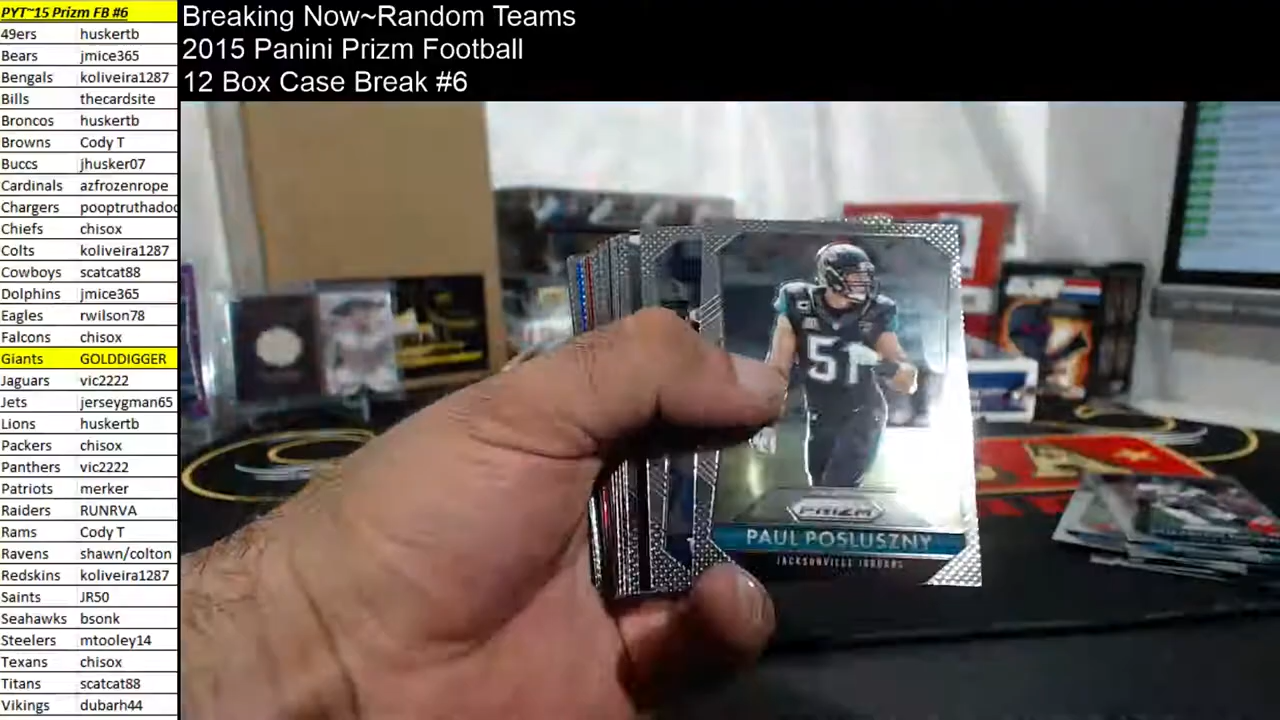 PYT~15 Prizm FB #6
49ers huskertb
Bears jmice365
Bengals koliveira1287
Bills thecardsite
Broncos huskertb
Browns Cody T
Buccs jhusker07
Cardinals azfrozenrope
Chargers pooptruthadoo
Chiefs chisox
Colts koliveira1287
Cowboys scatcat88
Dolphins jmice365
Eagles rwilson78
Falcons chisox
Giants GOLDDIGGER
Jaguars vic2222
Jets jerseygman65
Lions huskertb
Packers chisox
Panthers vic2222
Patriots merker
Raiders RUNRVA
Rams Cody T
Ravens shawn/colton
Redskins koliveira1287
Saints JR50
Seahawks bsonk
Steelers mtooley14
Texans chisox
Titans scatcat88
Vikings dubarh44
Breaking Now~Random Teams
2015 Panini Prizm Football
12 Box Case Break #6
51
PRIZM
PAUL POSLUSZNY
JACKSONVILLE JAGUARS